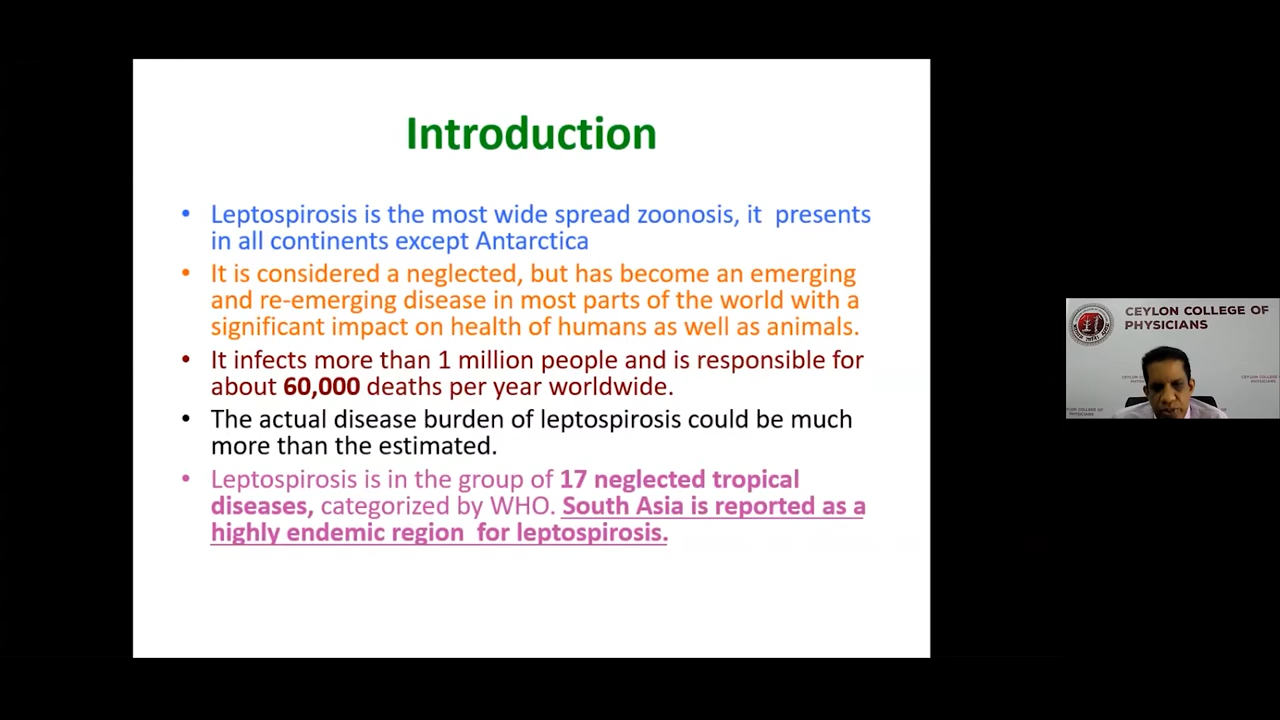 Introduction
• Leptospirosis is the most wide spread zoonosis, it  presents
in all continents except Antarctica
• It is considered a neglected, but has become an emerging
and re-emerging disease in most parts of the world with a
significant impact on health of humans as well as animals.
• It infects more than 1 million people and is responsible for
about 60,000 deaths per year worldwide.
• The actual disease burden of leptospirosis could be much
more than the estimated.
• Leptospirosis is in the group of 17 neglected tropical
diseases, categorized by WHO. South Asia is reported as a
highly endemic region  for leptospirosis.
CEYLON COLLEGE OF
PHYSICIANS